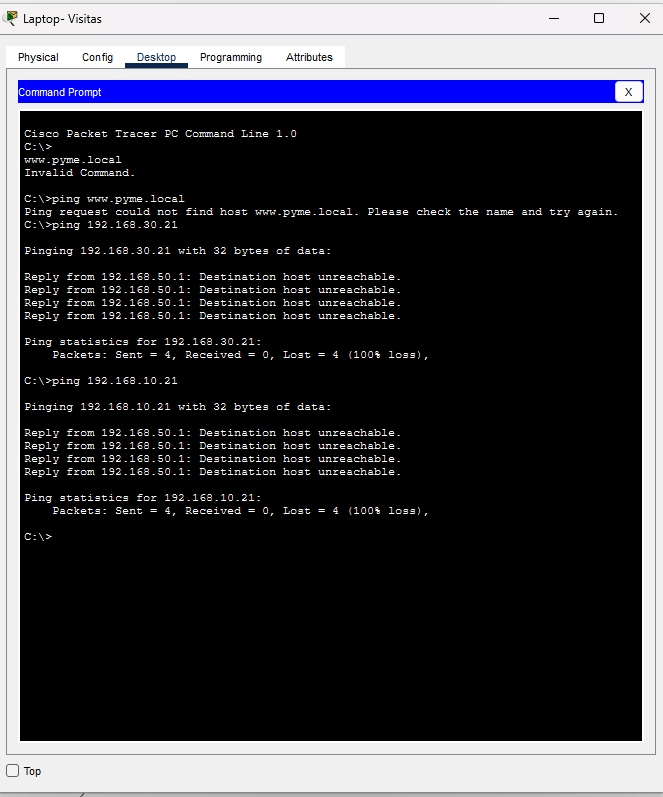 Laptop- Visitas
Physical Config Desktop Programming Attributes
Command Prompt
X
Cisco Packet Tracer PC Command Line 1.0
C:\>
www.pyme.local
Invalid Command.
C:\>ping www.pyme.local
Ping request could not find host www.pyme.local. Please check the name and try again.
C:\>ping 192.168.30.21
Pinging 192.168.30.21 with 32 bytes of data:
Reply from 192.168.50.1: Destination host unreachable.
Reply from 192.168.50.1: Destination host unreachable.
Reply from 192.168.50.1: Destination host unreachable.
Reply from 192.168.50.1: Destination host unreachable.
Ping statistics for 192.168.30.21:
Packets: Sent = 4, Received = 0, Lost = 4 (100% loss),
C:\>ping 192.168.10.21
Pinging 192.168.10.21 with 32 bytes of data:
Reply from 192.168.50.1: Destination host unreachable.
Reply from 192.168.50.1: Destination host unreachable.
Reply from 192.168.50.1: Destination host unreachable.
Reply from 192.168.50.1: Destination host unreachable.
Ping statistics for 192.168.10.21:
Packets: Sent = 4, Received = 0, Lost = 4 (100% loss),
C:\>
Top